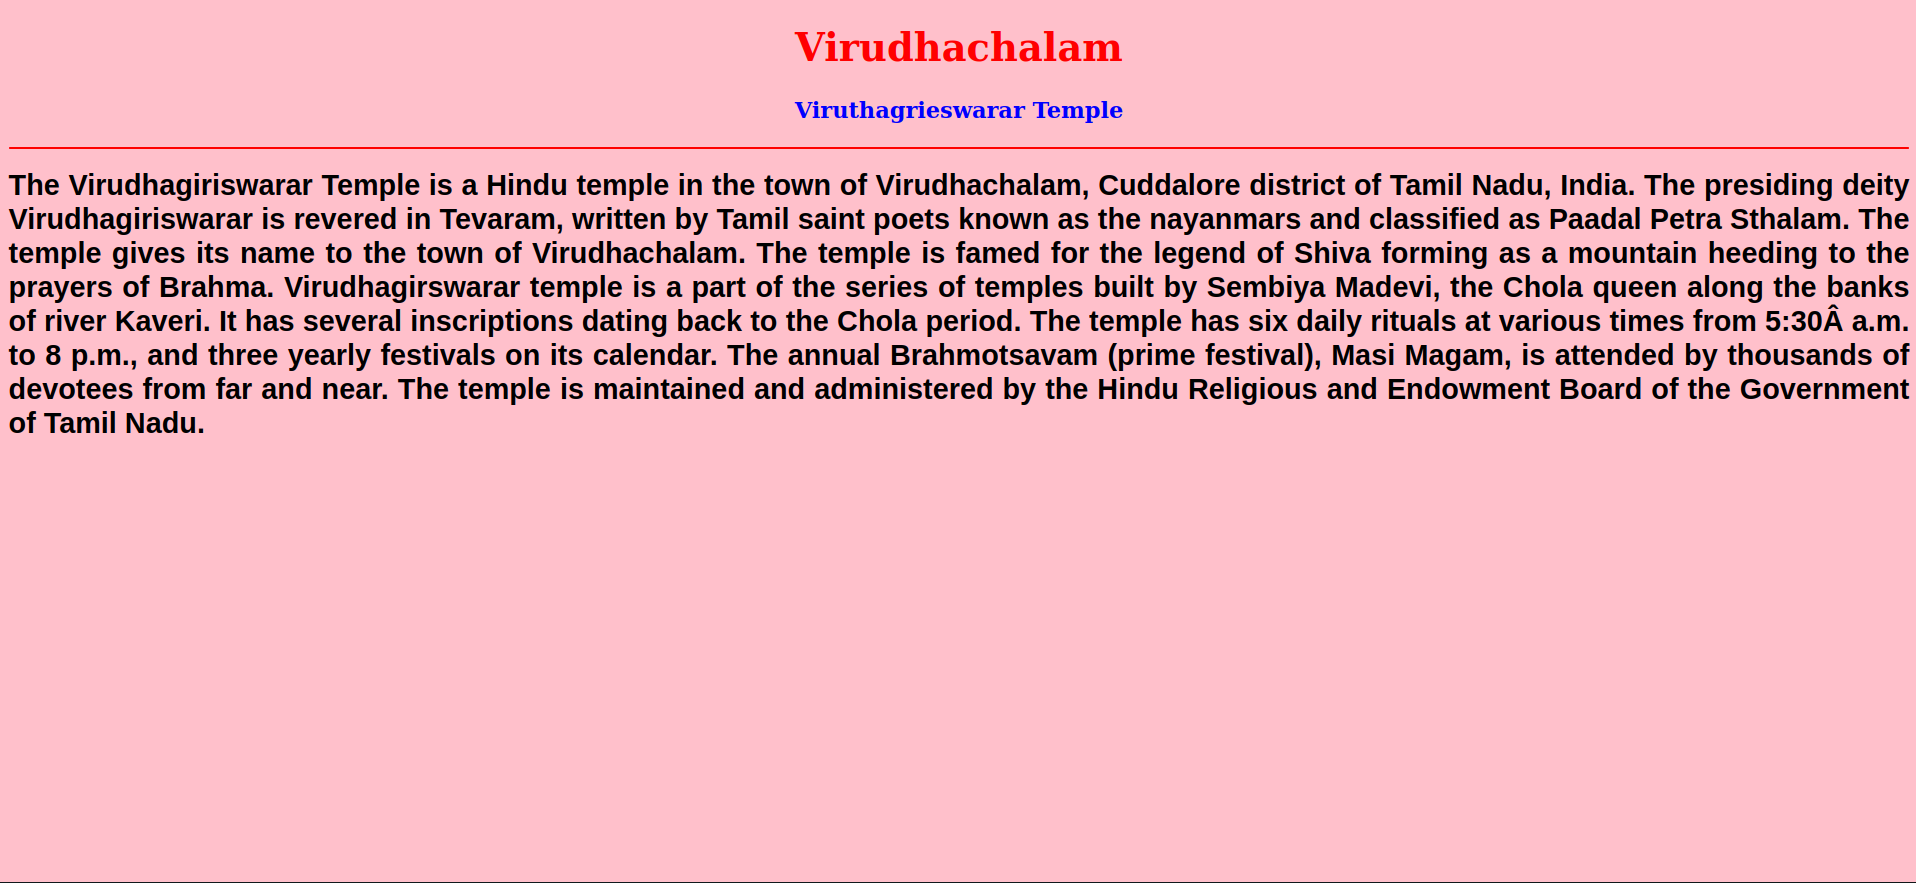 Virudhachalam
Viruthagrieswarar Temple
The Virudhagiriswarar Temple is a Hindu temple in the town of Virudhachalam, Cuddalore district of Tamil Nadu, India. The presiding deity
Virudhagiriswarar is revered in Tevaram, written by Tamil saint poets known as the nayanmars and classified as Paadal Petra Sthalam. The
temple gives its name to the town of Virudhachalam. The temple is famed for the legend of Shiva forming as a mountain heeding to the
prayers of Brahma. Virudhagirswarar temple is a part of the series of temples built by Sembiya Madevi, the Chola queen along the banks
of river Kaveri. It has several inscriptions dating back to the Chola period. The temple has six daily rituals at various times from 5:30Â a.m.
to 8 p.m., and three yearly festivals on its calendar. The annual Brahmotsavam (prime festival), Masi Magam, is attended by thousands of
devotees from far and near. The temple is maintained and administered by the Hindu Religious and Endowment Board of the Government
of Tamil Nadu.